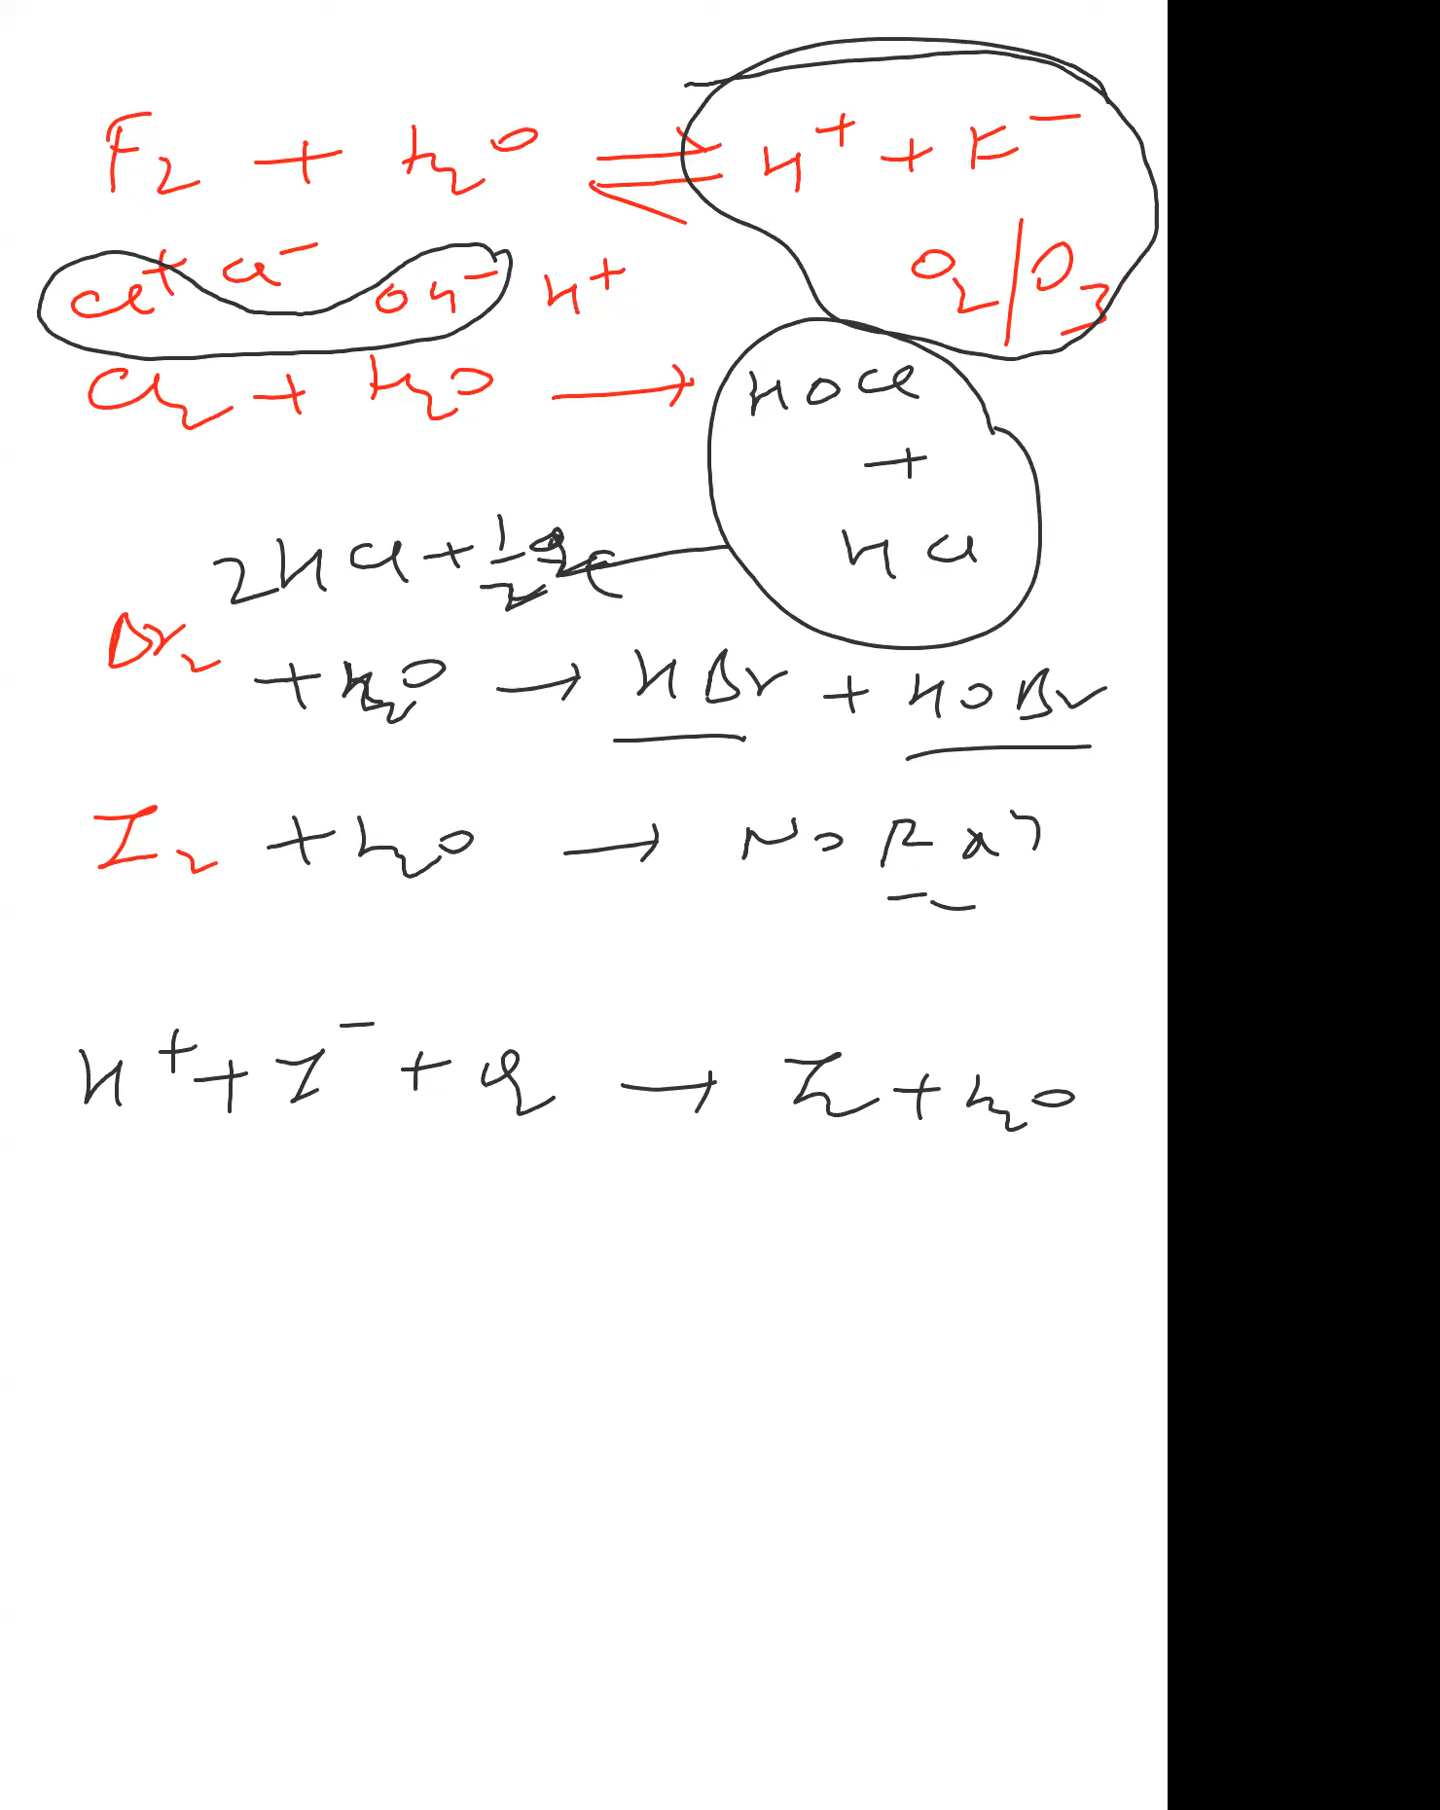 F₂ + H₂O ⇌ H⁺ + F⁻
O₂/O₃
Cl⁺ Cl⁻ OH⁻ H⁺
Cl₂ + H₂O → HOCl
+
HCl
2HCl + 1/2 O₂ ←
Br₂ + H₂O → HBr + HOBr
I₂ + H₂O → No Rxⁿ
H⁺ + I⁻ + O₂ → I₂ + H₂O